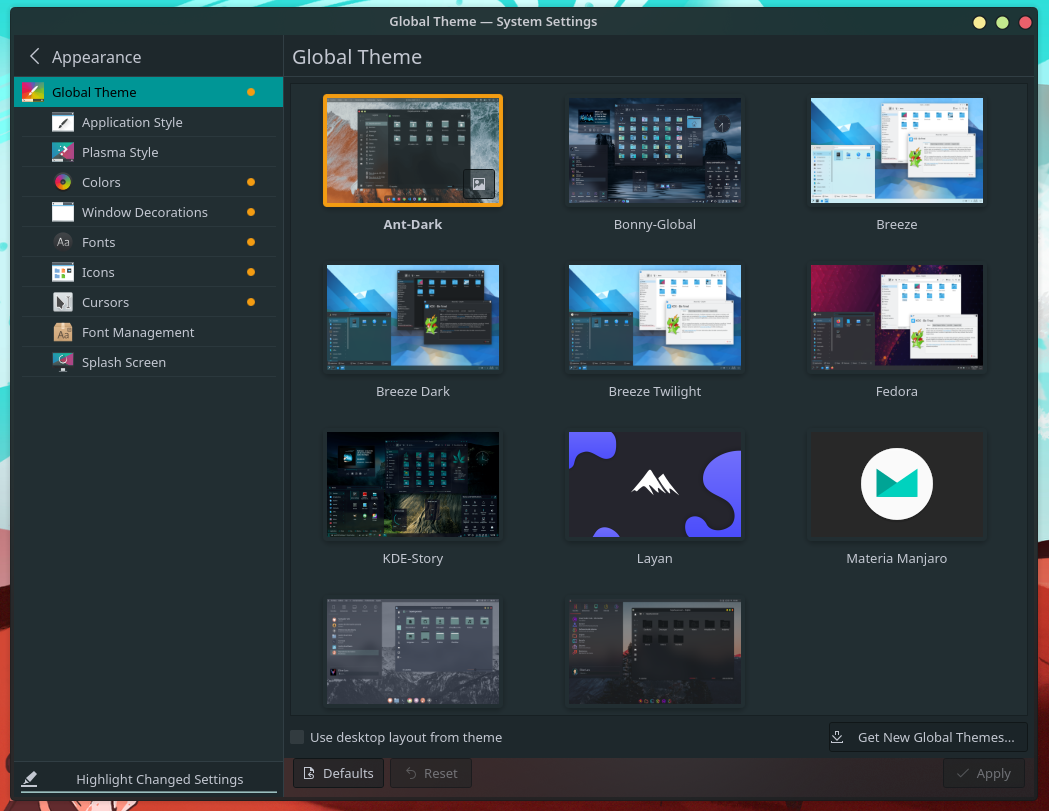 Global Theme — System Settings
Appearance
Global Theme
Global Theme
Application Style
Plasma Style
Colors
Window Decorations
Aa
Fonts
Icons
Cursors
Aa
Font Management
Splash Screen
Ant-Dark
Bonny-Global
Breeze
Breeze Dark
Breeze Twilight
Fedora
KDE-Story
Layan
Materia Manjaro
Use desktop layout from theme
Get New Global Themes...
Highlight Changed Settings
Defaults
Reset
Apply